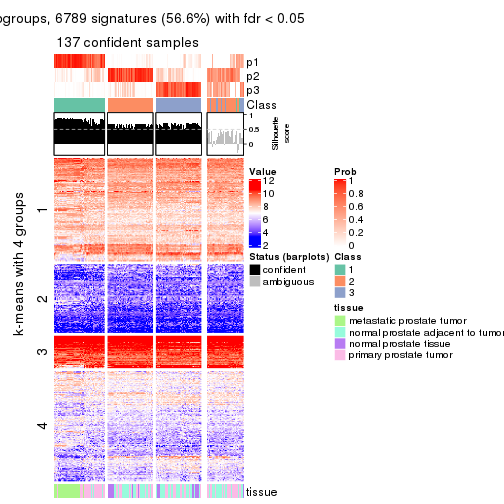 ogroups, 6789 signatures (56.6%) with fdr < 0.05
137 confident samples
p1
p2
p3
Class
1
0.5
0
Silhouette
score
k-means with 4 groups
1
2
3
4
Value
12
10
8
6
4
2
Prob
1
0.8
0.6
0.4
0.2
0
Status (barplots)
confident
ambiguous
Class
1
2
3
tissue
metastatic prostate tumor
normal prostate adjacent to tumor
normal prostate tissue
primary prostate tumor
tissue